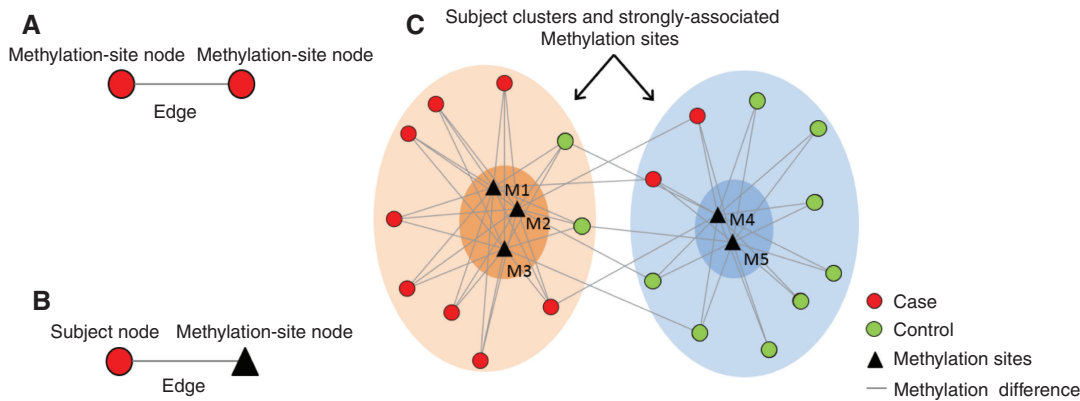 A
Methylation-site node Methylation-site node
Edge
B
Subject node Methylation-site node
Edge
C
Subject clusters and strongly-associated
Methylation sites
M1
M2
M3
M4
M5
Case
Control
Methylation sites
Methylation difference